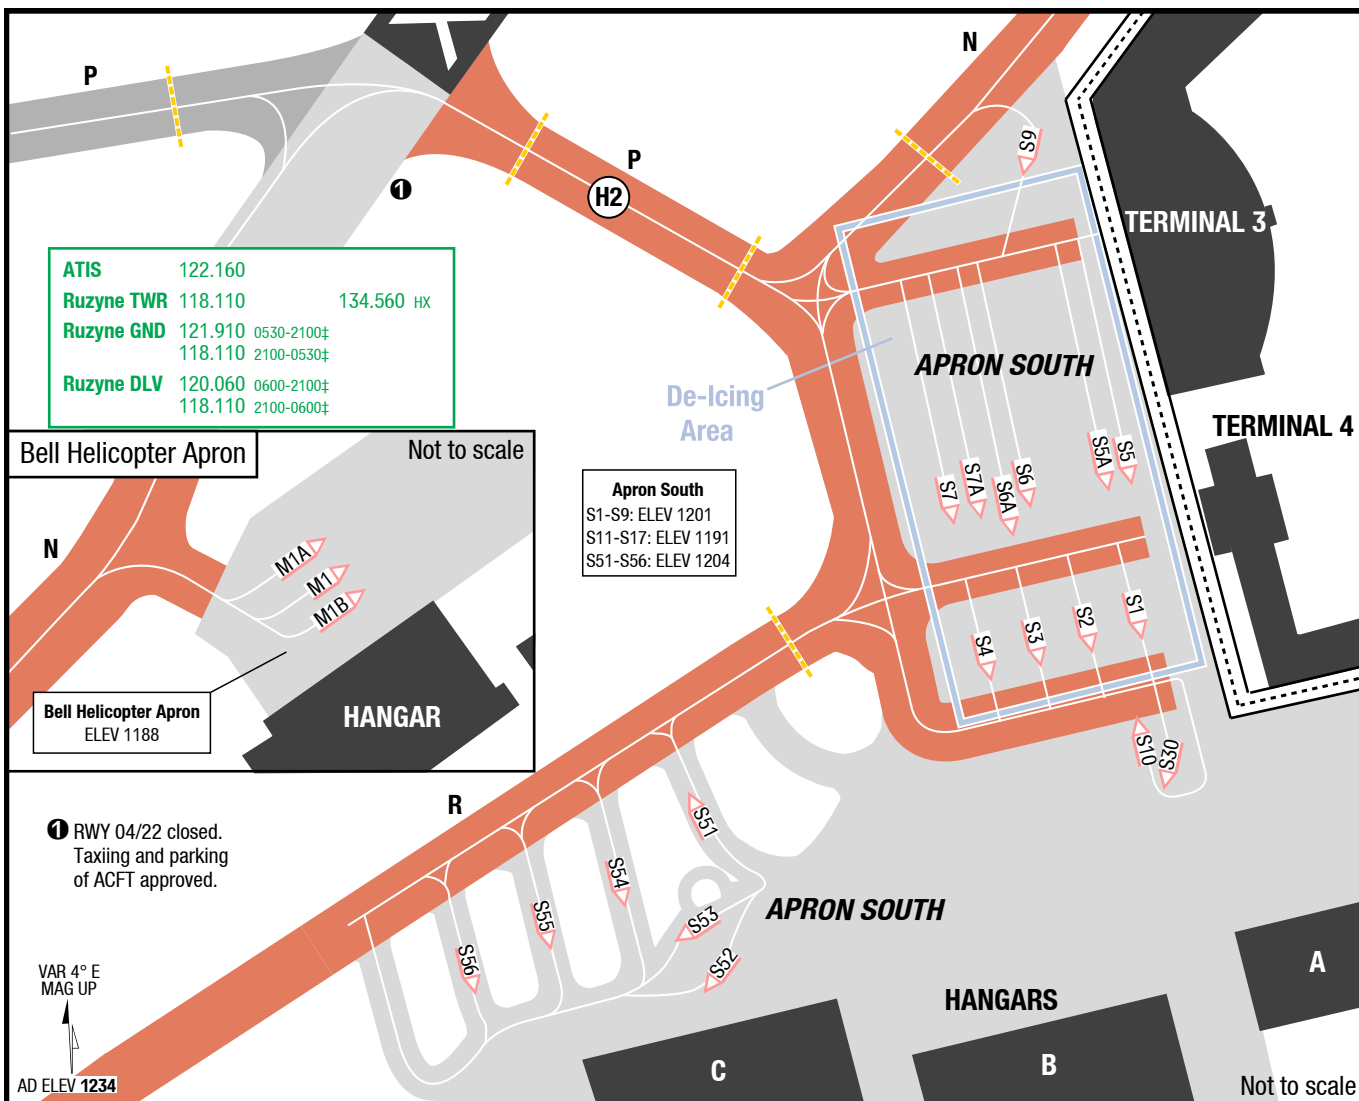 P
N
S9
P
H2
1
TERMINAL 3
ATIS 122.160
Ruzyne TWR 118.110 134.560 HX
Ruzyne GND 121.910 0530-2100‡
118.110 2100-0530‡
Ruzyne DLV 120.060 0600-2100‡
118.110 2100-0600‡
De-Icing
Area
APRON SOUTH
TERMINAL 4
S7
S7A
S6A
S6
S5A
S5
Bell Helicopter Apron
Not to scale
N
M1A
M1
M1B
Bell Helicopter Apron
ELEV 1188
HANGAR
Apron South
S1-S9: ELEV 1201
S11-S17: ELEV 1191
S51-S56: ELEV 1204
S4
S3
S2
S1
S10
S30
R
1 RWY 04/22 closed.
Taxiing and parking
of ACFT approved.
S51
S54
S55
S53
S56
S52
APRON SOUTH
VAR 4° E
MAG UP
AD ELEV 1234
HANGARS
A
B
C
Not to scale